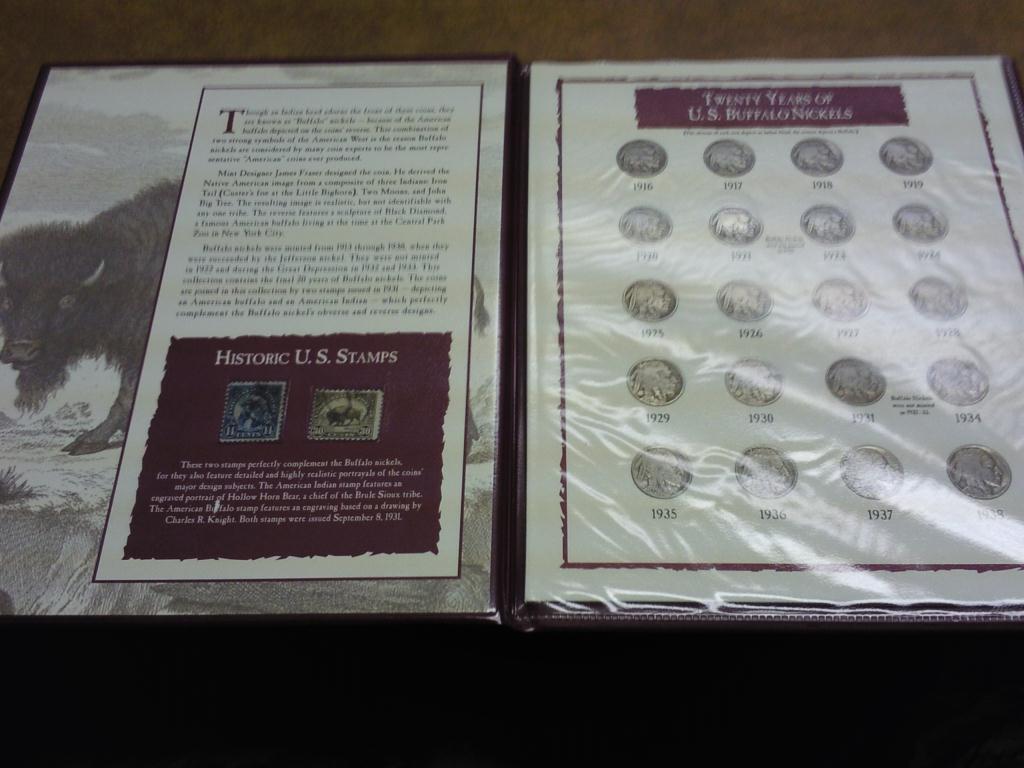 Though an Indian head adorns the front of these coins, they
are known as "Buffalo" nickels — because of the American
buffalo depicted on the coins' reverse. This combination of
two strong symbols of the American West is the reason Buffalo
nickels are considered by many coin experts to be the most repre-
sentative "American" coins ever produced.
Mint Designer James Fraser designed the coin. He derived the
Native American image from a composite of three Indians: Iron
Tail (Custer's foe at the Little Bighorn), Two Moons, and John
Big Tree. The resulting image is realistic, but not identifiable with
any one tribe. The reverse features a sculpture of Black Diamond,
a famous American buffalo living at the time at the Central Park
Zoo in New York City.
Buffalo nickels were minted from 1913 through 1938, when they
were succeeded by the Jefferson nickel. They were not minted
in 1922 and during the Great Depression in 1932 and 1933. This
collection contains the final 20 years of Buffalo nickels. The coins
are joined in this collection by two stamps issued in 1931 — depicting
an American buffalo and an American Indian — which perfectly
complement the Buffalo nickel's obverse and reverse designs.
HISTORIC U. S. STAMPS
14 CENTS 14
30 30
These two stamps perfectly complement the Buffalo nickels,
for they also feature detailed and highly realistic portrayals of the coins'
major design subjects. The American Indian stamp features an
engraved portrait of Hollow Horn Bear, a chief of the Brule Sioux tribe.
The American Buffalo stamp features an engraving based on a drawing by
Charles R. Knight. Both stamps were issued September 8, 1931.
TWENTY YEARS OF
U. S. BUFFALO NICKELS
1916 1917 1918 1919
1920 1921 1923 1924
1925 1926 1927 1928
Buffalo Nickels
were not minted
in 1932-33.
1929 1930 1931 1934
1935 1936 1937 1938